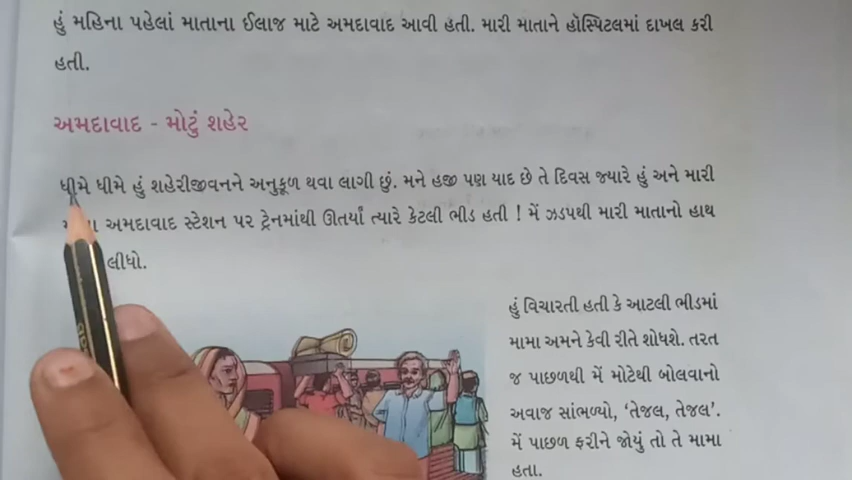 હું મહિના પહેલાં માતાના ઈલાજ માટે અમદાવાદ આવી હતી. મારી માતાને હૉસ્પિટલમાં દાખલ કરી
હતી.
અમદાવાદ - મોટું શહેર
ધીમે ધીમે હું શહેરીજીવનને અનુકૂળ થવા લાગી છું. મને હજી પણ યાદ છે તે દિવસ જ્યારે હું અને મારી
અમદાવાદ સ્ટેશન પર ટ્રેનમાંથી ઊતર્યાં ત્યારે કેટલી ભીડ હતી ! મેં ઝડપથી મારી માતાનો હાથ
લીધો.
હું વિચારતી હતી કે આટલી ભીડમાં
મામા અમને કેવી રીતે શોધશે. તરત
જ પાછળથી મેં મોટેથી બોલવાનો
અવાજ સાંભળ્યો, ‘તેજલ, તેજલ’.
મેં પાછળ ફરીને જોયું તો તે મામા
હતા.